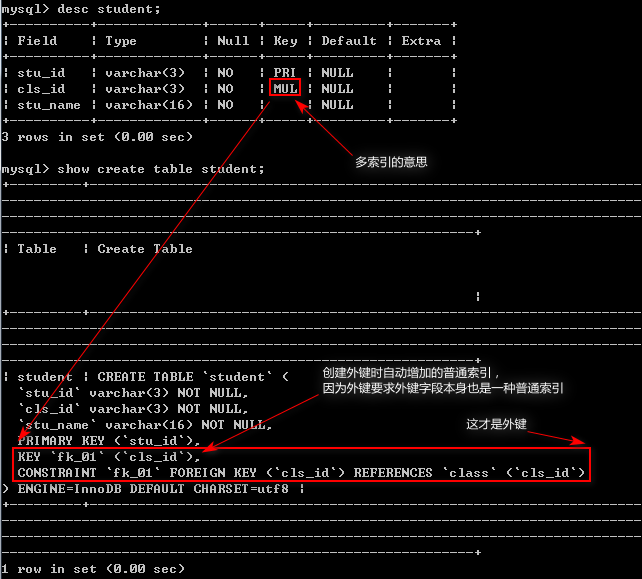 mysql> desc student;
+----------+-------------+------+-----+---------+-------+
| Field | Type | Null | Key | Default | Extra |
+----------+-------------+------+-----+---------+-------+
| stu_id | varchar(3) | NO | PRI | NULL | |
| cls_id | varchar(3) | NO | MUL | NULL | |
| stu_name | varchar(16) | NO | | NULL | |
+----------+-------------+------+-----+---------+-------+
3 rows in set (0.00 sec)
多索引的意思
mysql> show create table student;
| Table | Create Table
|
创建外键时自动增加的普通索引，
因为外键要求外键字段本身也是一种普通索引
| student | CREATE TABLE `student` (
`stu_id` varchar(3) NOT NULL,
`cls_id` varchar(3) NOT NULL,
`stu_name` varchar(16) NOT NULL,
这才是外键
PRIMARY KEY (`stu_id`),
KEY `fk_01` (`cls_id`),
CONSTRAINT `fk_01` FOREIGN KEY (`cls_id`) REFERENCES `class` (`cls_id`)
) ENGINE=InnoDB DEFAULT CHARSET=utf8 |
1 row in set (0.00 sec)